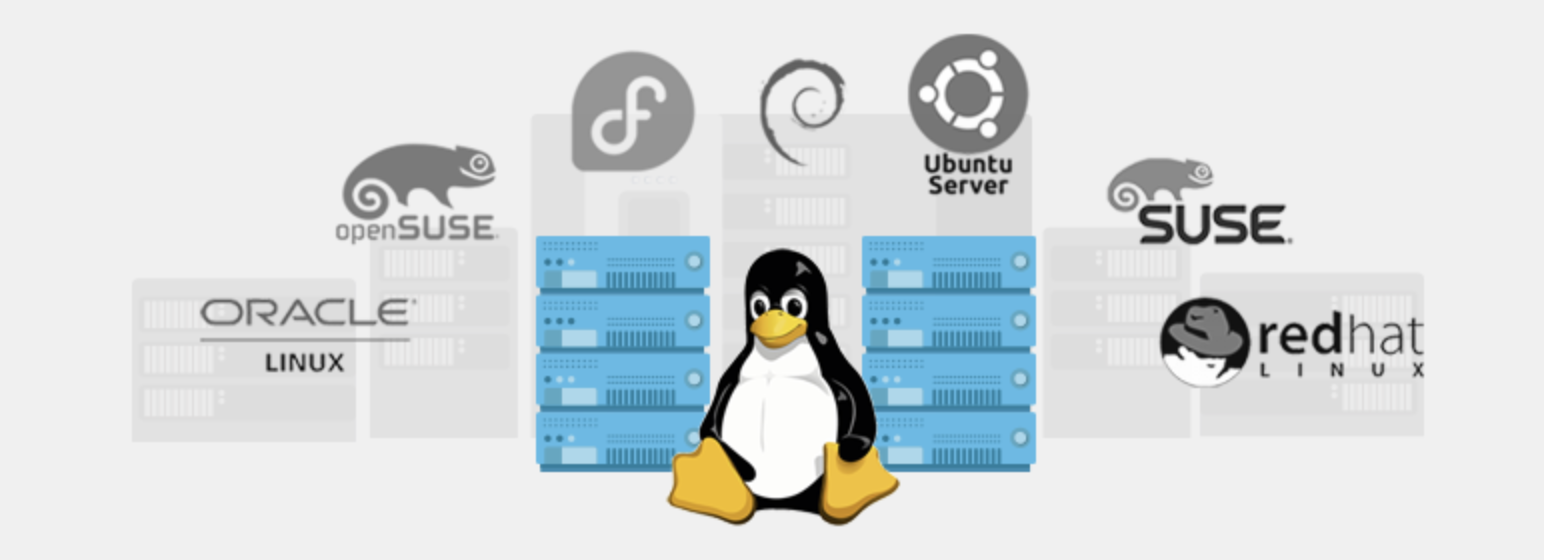 Ubuntu
Server
openSUSE
SUSE
ORACLE
LINUX
redhat
LINUX